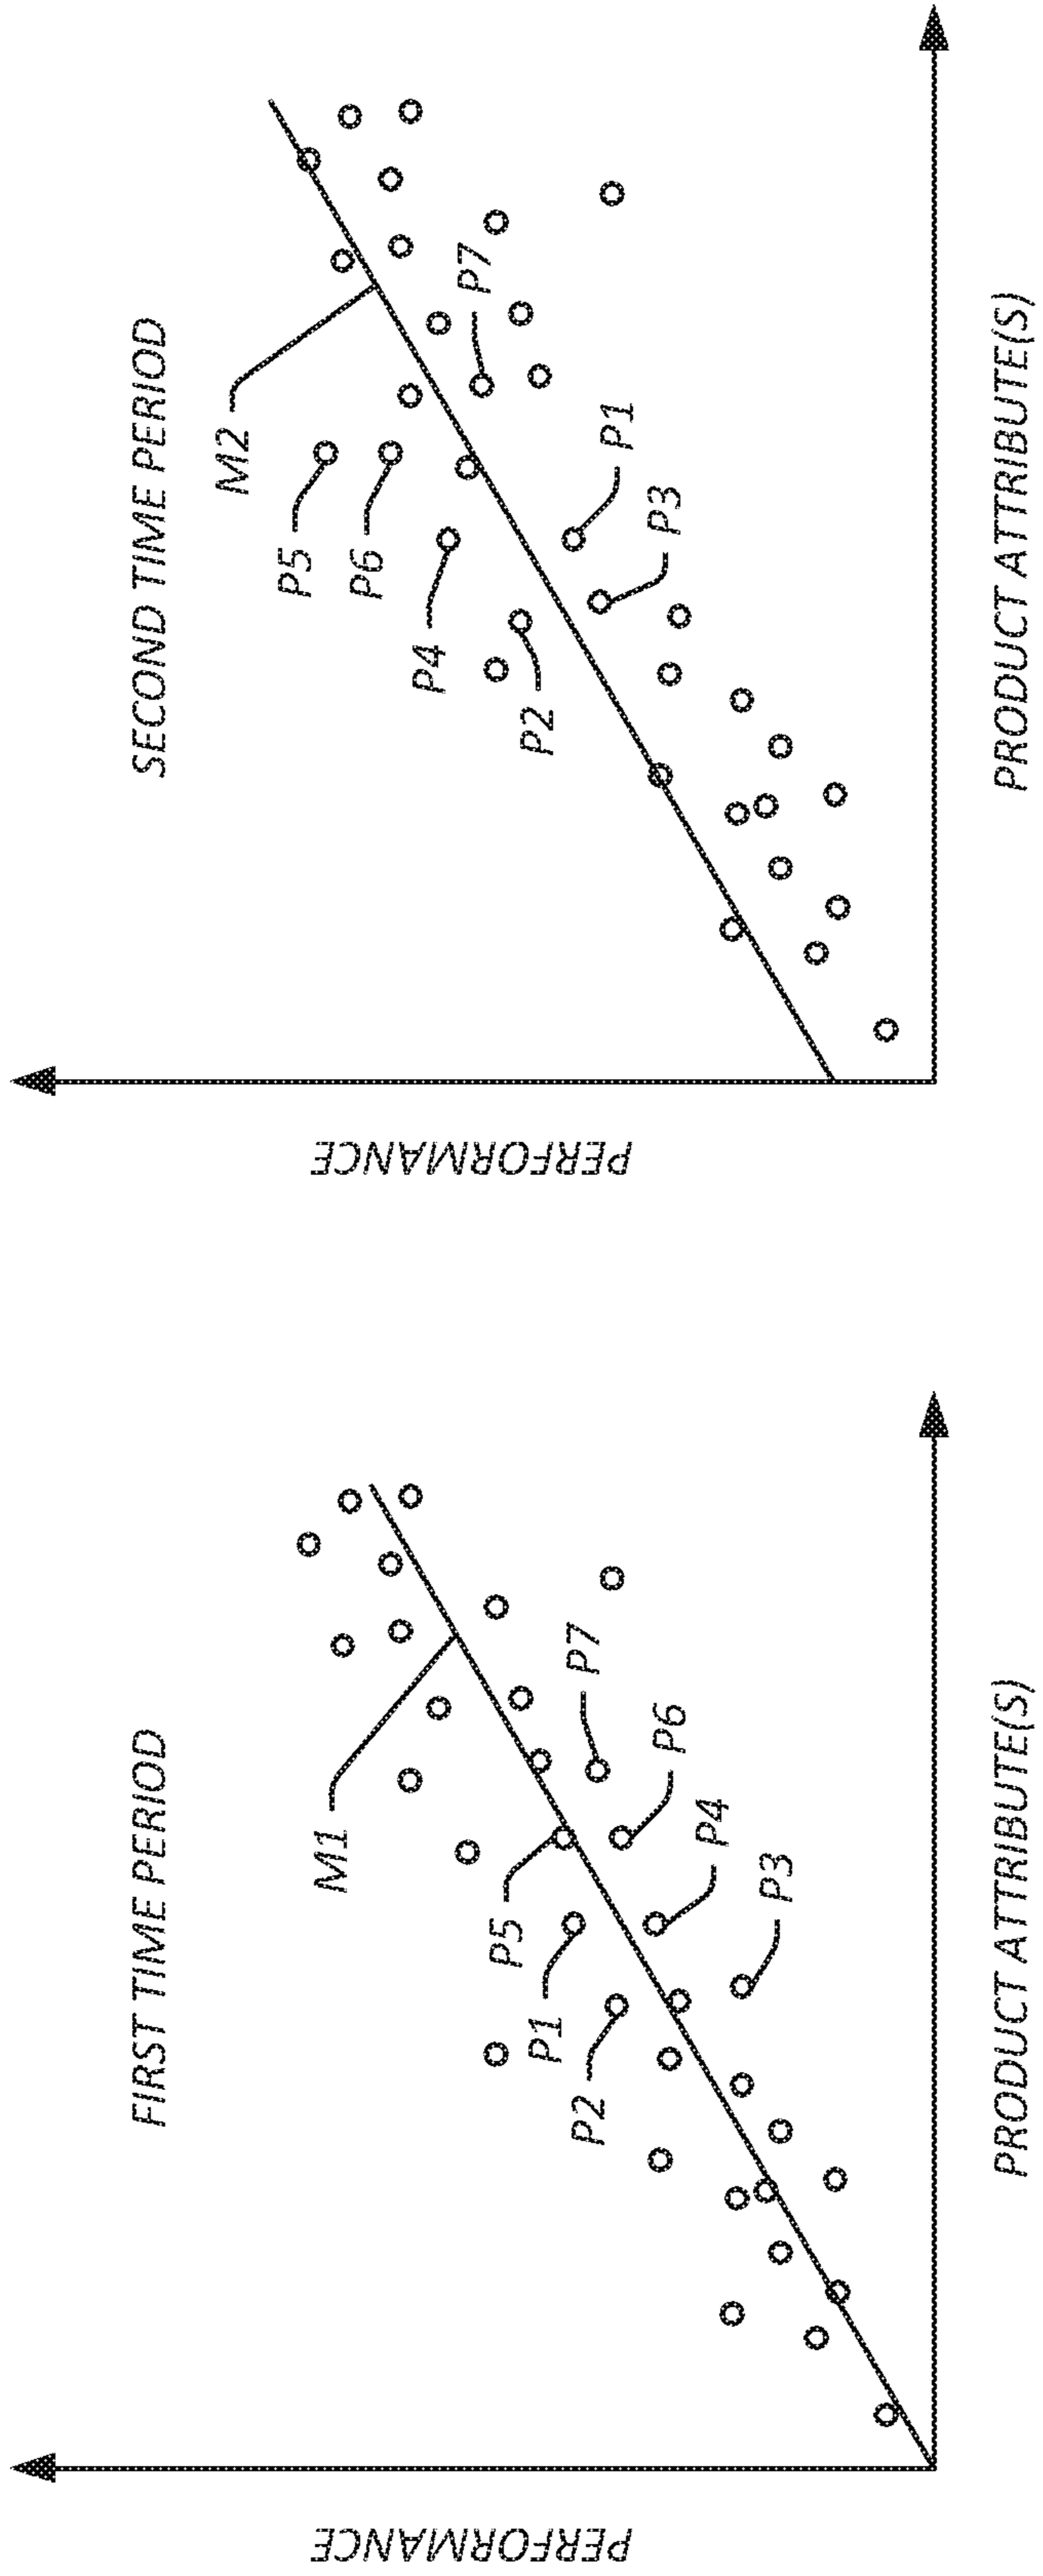 FIRST TIME PERIOD
M1
P5
P1
P2
P7
P6
P4
P3
PERFORMANCE
PRODUCT ATTRIBUTE(S)
SECOND TIME PERIOD
M2
P5
P6
P4
P2
P7
P1
P3
PERFORMANCE
PRODUCT ATTRIBUTE(S)